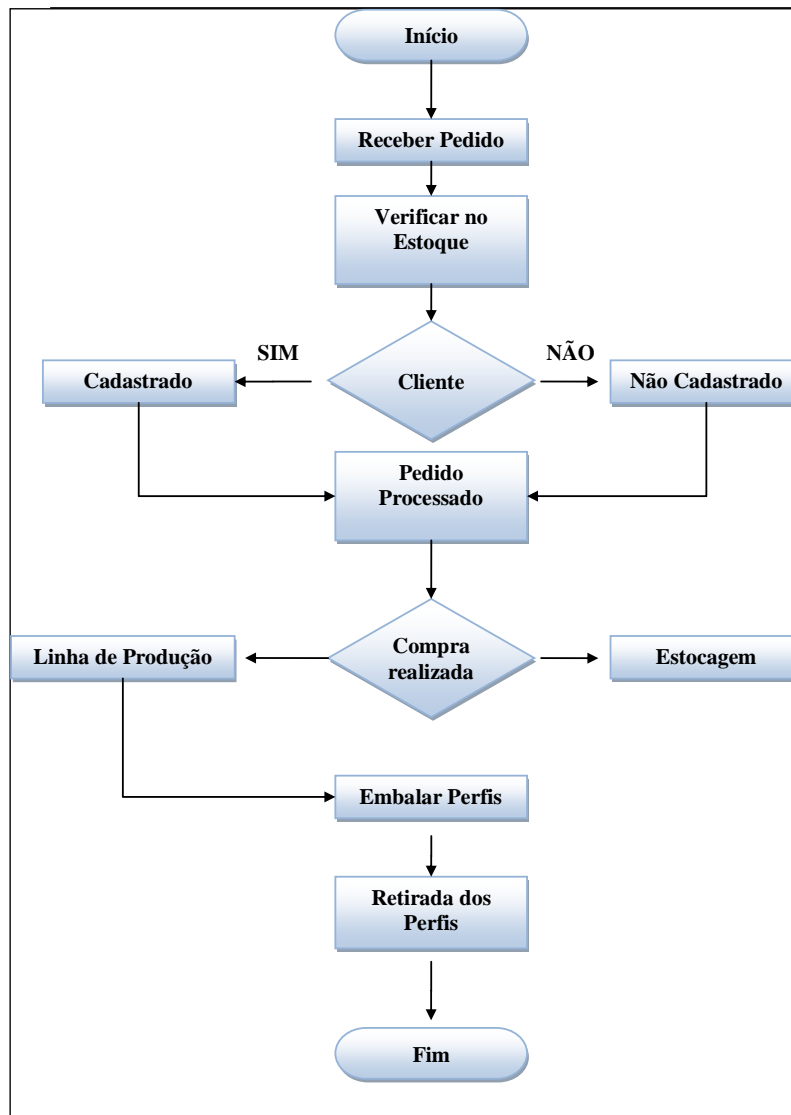 Início
Receber Pedido
Verificar no
Estoque
SIM
NÃO
Cadastrado
Cliente
Não Cadastrado
Pedido
Processado
Linha de Produção
Compra
realizada
Estocagem
Embalar Perfis
Retirada dos
Perfis
Fim